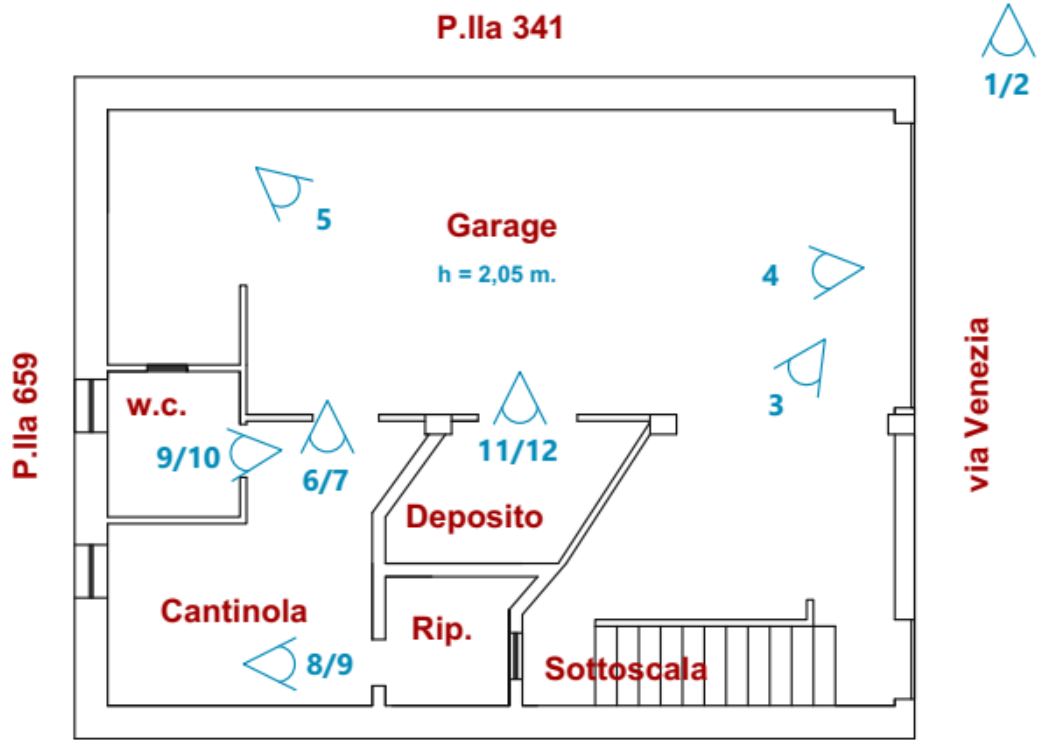 P.lla 341
1/2
5
Garage
h = 2,05 m.
4
3
P.lla 659
via Venezia
w.c.
9/10
6/7
11/12
Deposito
Cantinola
Rip.
8/9
Sottoscala